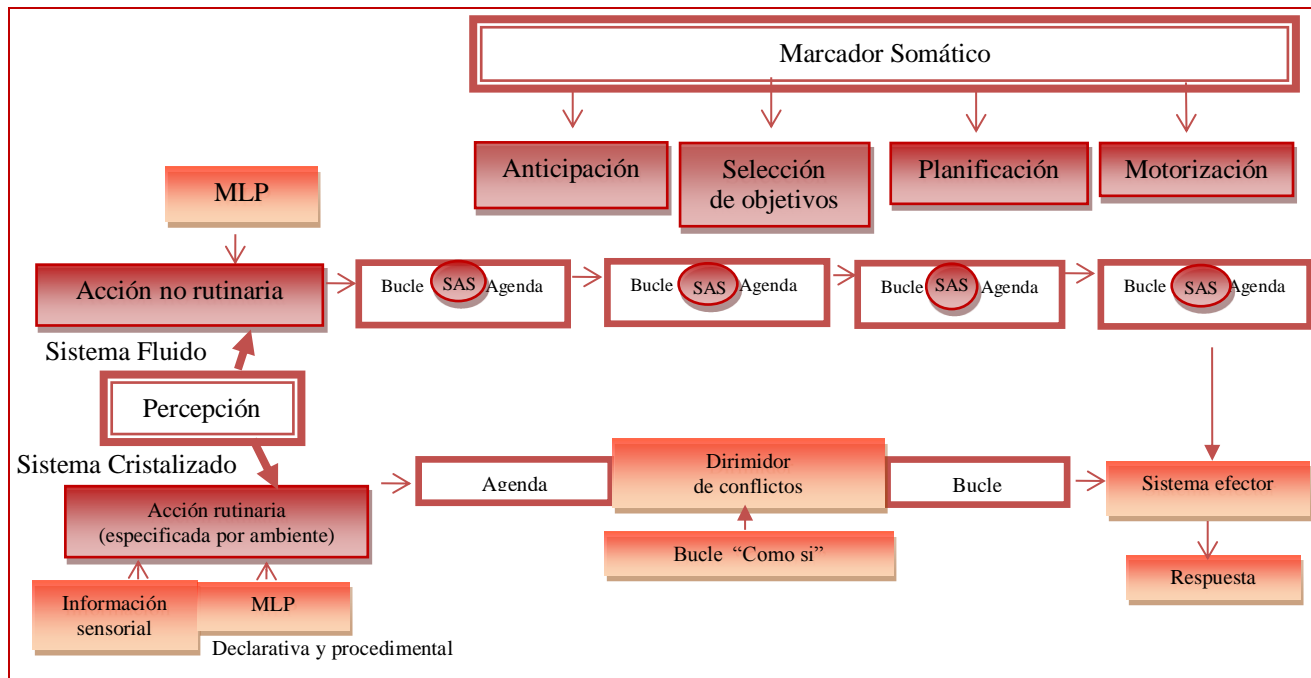 Marcador Somático
Anticipación
Selección
de objetivos
Planificación
Motorización
MLP
Acción no rutinaria
Bucle SAS Agenda
Bucle SAS Agenda
Bucle SAS Agenda
Bucle SAS Agenda
Sistema Fluido
Percepción
Sistema Cristalizado
Acción rutinaria
(especificada por ambiente)
Agenda
Dirimidor
de conflictos
Bucle
Sistema efector
Bucle “Como si”
Respuesta
Información
sensorial
MLP
Declarativa y procedimental